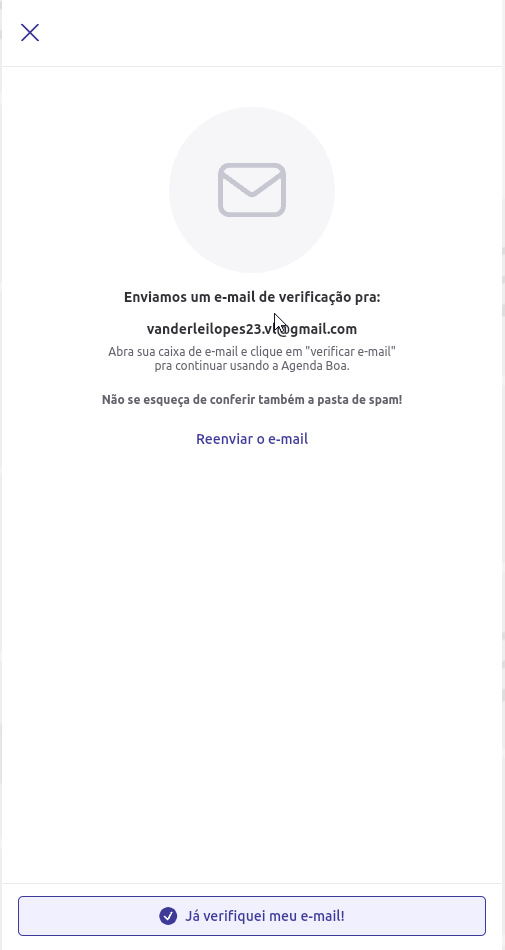 Enviamos um e-mail de verificação pra:
vanderleilopes23.vl@gmail.com
Abra sua caixa de e-mail e clique em "verificar e-mail"
pra continuar usando a Agenda Boa.
Não se esqueça de conferir também a pasta de spam!
Reenviar o e-mail
Já verifiquei meu e-mail!